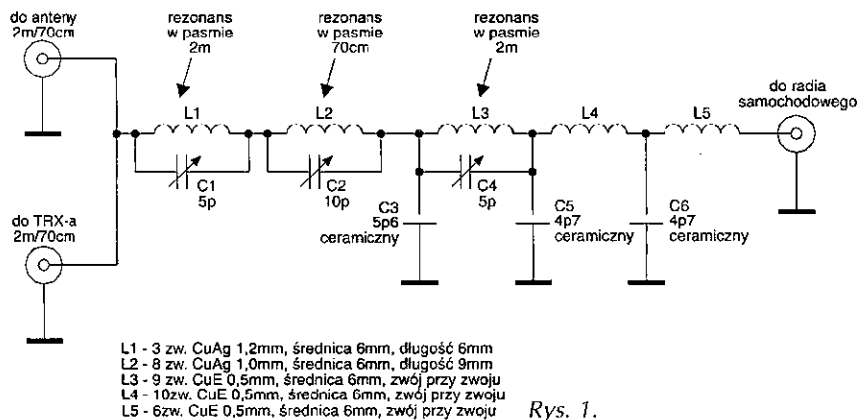 do anteny
2m/70cm
rezonans
w pasmie
2m
rezonans
w pasmie
70cm
rezonans
w pasmie
2m
do radia
samochodowego
L1
L2
L3
L4
L5
C1
5p
C2
10p
C3
5p6
ceramiczny
C4
5p
C5
4p7
ceramiczny
C6
4p7
ceramiczny
do TRX-a
2m/70cm
L1 - 3 zw. CuAg 1,2mm, średnica 6mm, długość 6mm
L2 - 8 zw. CuAg 1,0mm, średnica 6mm, długość 9mm
L3 - 9 zw. CuE 0,5mm, średnica 6mm, zwój przy zwoju
L4 - 10zw. CuE 0,5mm, średnica 6mm, zwój przy zwoju
L5 - 6zw. CuE 0,5mm, średnica 6mm, zwój przy zwoju
Rys. 1.